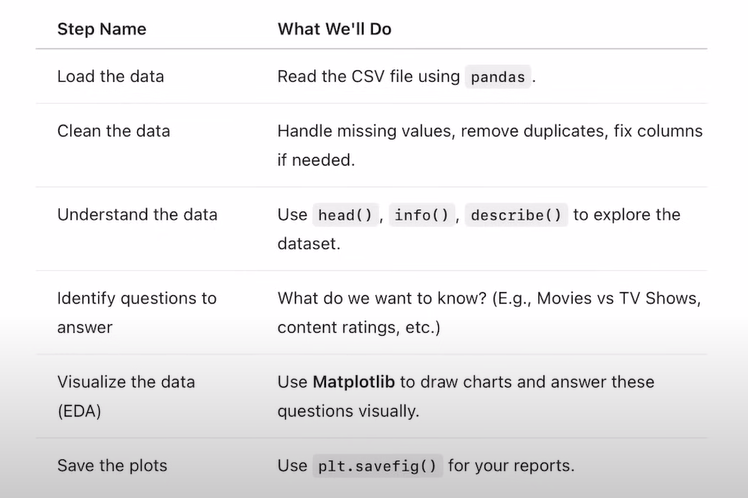 Step Name What We'll Do
Load the data Read the CSV file using pandas.
Clean the data Handle missing values, remove duplicates, fix columns
if needed.
Understand the data Use head(), info(), describe() to explore the
dataset.
Identify questions to What do we want to know? (E.g., Movies vs TV Shows,
answer content ratings, etc.)
Visualize the data Use Matplotlib to draw charts and answer these
(EDA) questions visually.
Save the plots Use plt.savefig() for your reports.